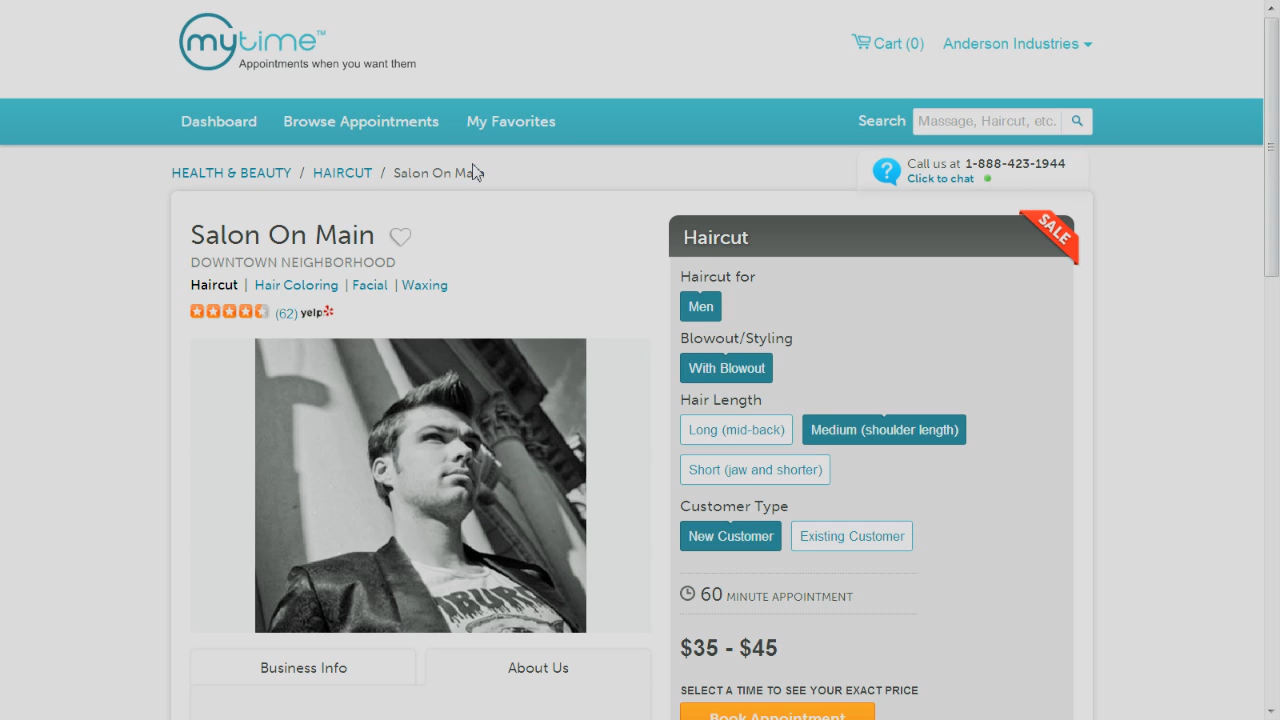 mytime™
Appointments when you want them
Cart (0)
Anderson Industries
Dashboard
Browse Appointments
My Favorites
Search
Massage, Haircut, etc.
HEALTH & BEAUTY / HAIRCUT / Salon On Main
? Call us at 1-888-423-1944
Click to chat
Salon On Main
DOWNTOWN NEIGHBORHOOD
Haircut | Hair Coloring | Facial | Waxing
(62) yelp
Business Info
About Us
Haircut
SALE
Haircut for
Men
Blowout/Styling
With Blowout
Hair Length
Long (mid-back)
Medium (shoulder length)
Short (jaw and shorter)
Customer Type
New Customer
Existing Customer
60 MINUTE APPOINTMENT
$35 - $45
SELECT A TIME TO SEE YOUR EXACT PRICE
Book Appointment